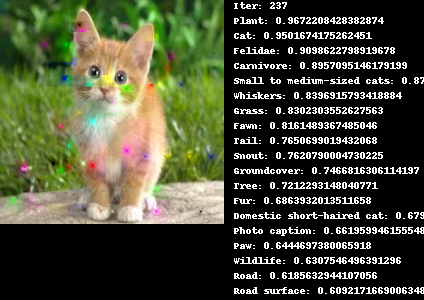 Iter: 237
Plant: 0.9672208428382874
Cat: 0.9501674175262451
Felidae: 0.9098622798919678
Carnivore: 0.8957095146179199
Small to medium-sized cats: 0.87
Whiskers: 0.8396915793418884
Grass: 0.8302303552627563
Fawn: 0.8161489367485046
Tail: 0.7650699019432068
Snout: 0.7620790004730225
Groundcover: 0.7466816306114197
Tree: 0.7212293148040771
Fur: 0.6863932013511658
Domestic short-haired cat: 0.679
Photo caption: 0.6619599461555481
Paw: 0.6444697380065918
Wildlife: 0.6307546496391296
Road: 0.6185632944107056
Road surface: 0.6092171669006348